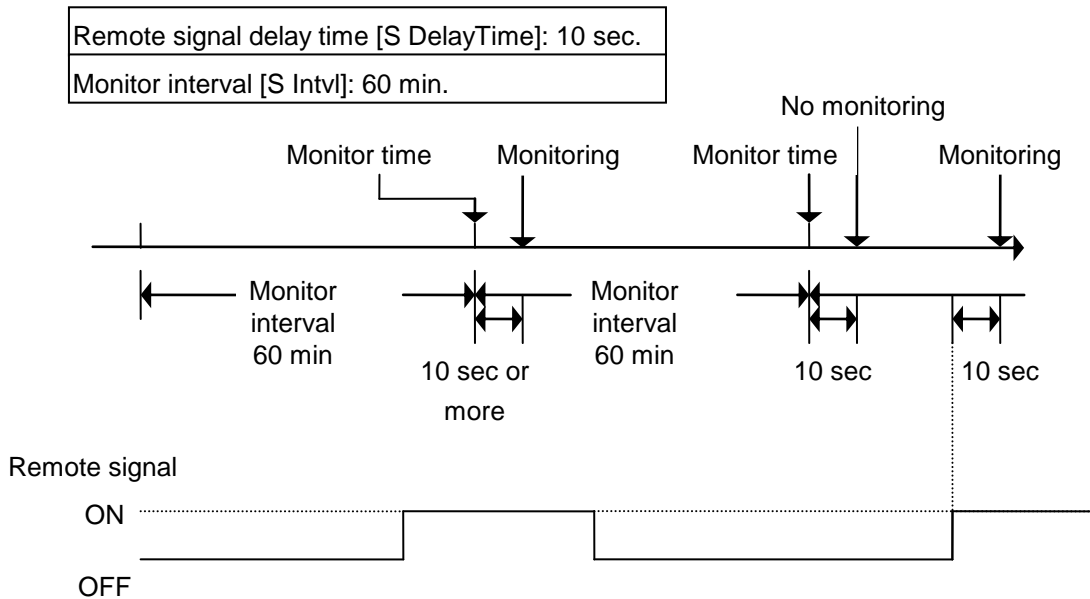 Remote signal delay time [S DelayTime]: 10 sec.
Monitor interval [S Intvl]: 60 min.
No monitoring
Monitor time
Monitoring
Monitor time
Monitoring
Monitor
interval
60 min
10 sec or
more
Monitor
interval
60 min
10 sec
10 sec
Remote signal
ON
OFF